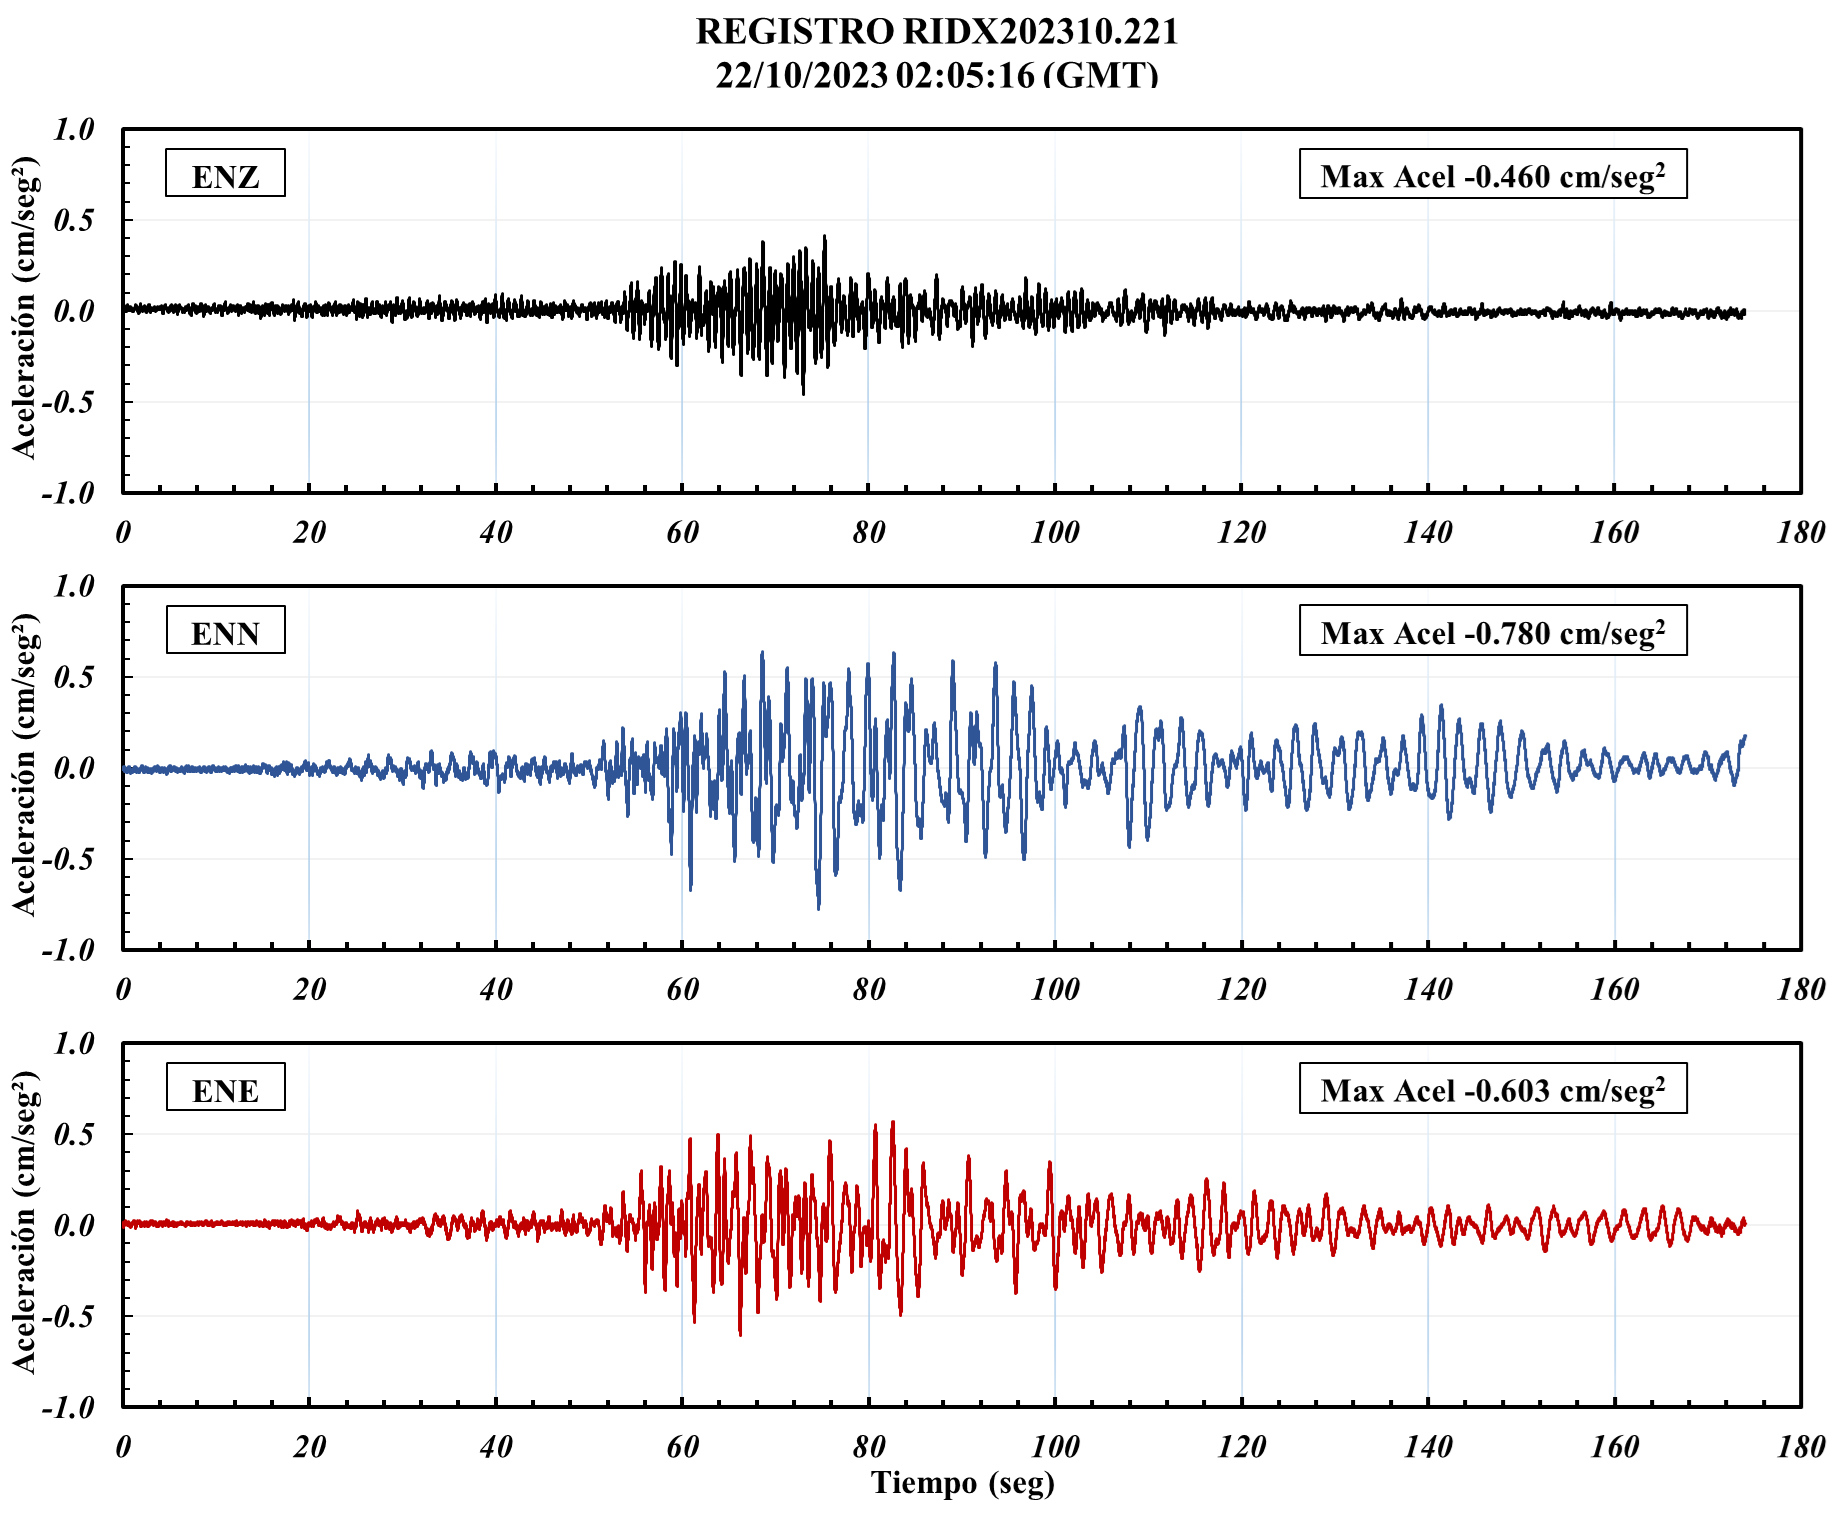 REGISTRO RIDX202310.221
22/10/2023 02:05:16 (GMT)
Aceleración (cm/seg²)
1.0
0.5
0.0
-0.5
-1.0
ENZ
Max Acel -0.460 cm/seg²
0 20 40 60 80 100 120 140 160 180
Aceleración (cm/seg²)
1.0
0.5
0.0
-0.5
-1.0
ENN
Max Acel -0.780 cm/seg²
0 20 40 60 80 100 120 140 160 180
Aceleración (cm/seg²)
1.0
0.5
0.0
-0.5
-1.0
ENE
Max Acel -0.603 cm/seg²
0 20 40 60 80 100 120 140 160 180
Tiempo (seg)